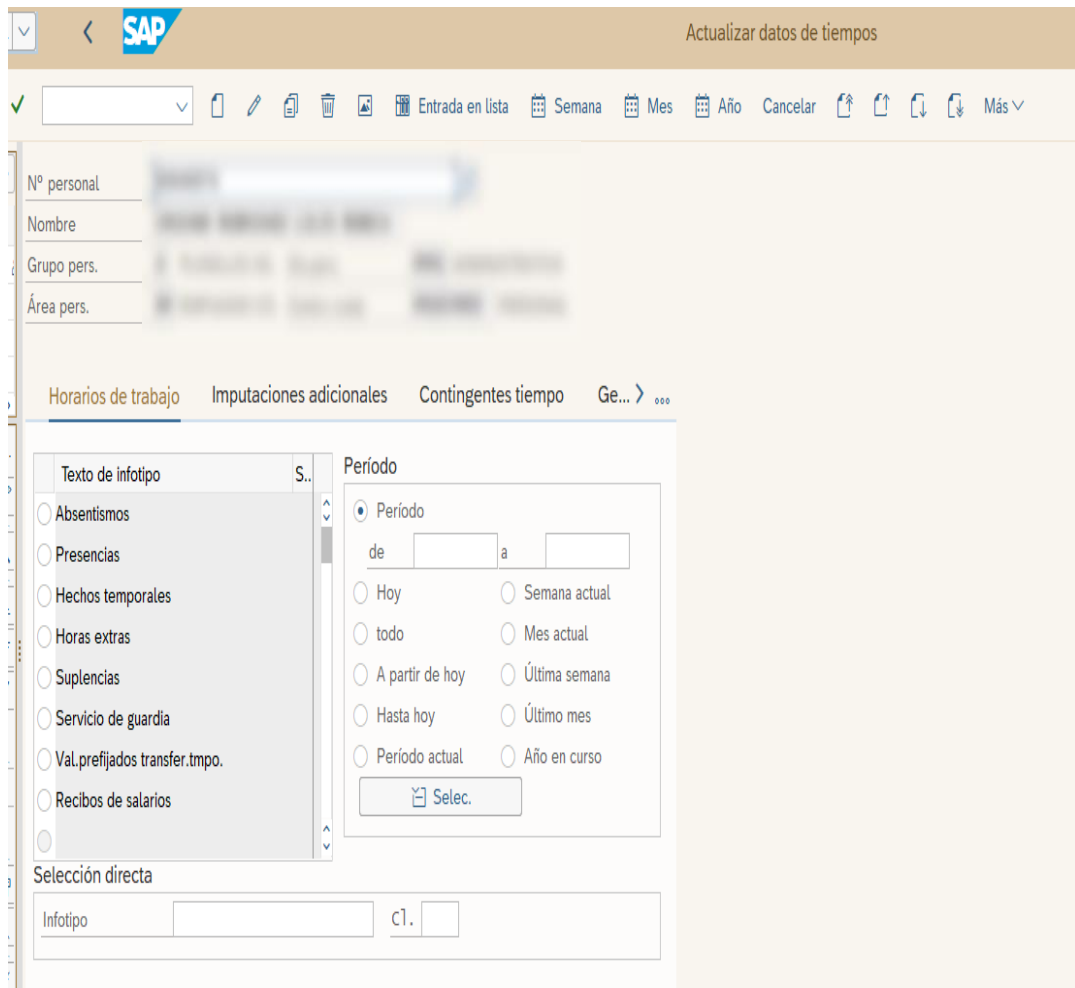 SAP
Actualizar datos de tiempos
Entrada en lista Semana Mes Año Cancelar Más
Nº personal
Nombre
Grupo pers.
Área pers.
Horarios de trabajo Imputaciones adicionales Contingentes tiempo Ge...
Texto de infotipo S..
Absentismos
Presencias
Hechos temporales
Horas extras
Suplencias
Servicio de guardia
Val.prefijados transfer.tmpo.
Recibos de salarios
Período
Período
de a
Hoy Semana actual
todo Mes actual
A partir de hoy Última semana
Hasta hoy Último mes
Período actual Año en curso
Selec.
Selección directa
Infotipo Cl.